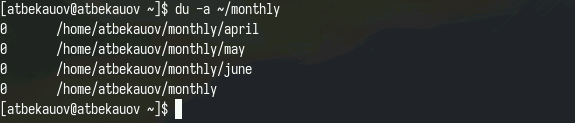 [atbekauov@atbekauov ~]$ du -a ~/monthly
0	/home/atbekauov/monthly/april
0	/home/atbekauov/monthly/may
0	/home/atbekauov/monthly/june
0	/home/atbekauov/monthly
[atbekauov@atbekauov ~]$